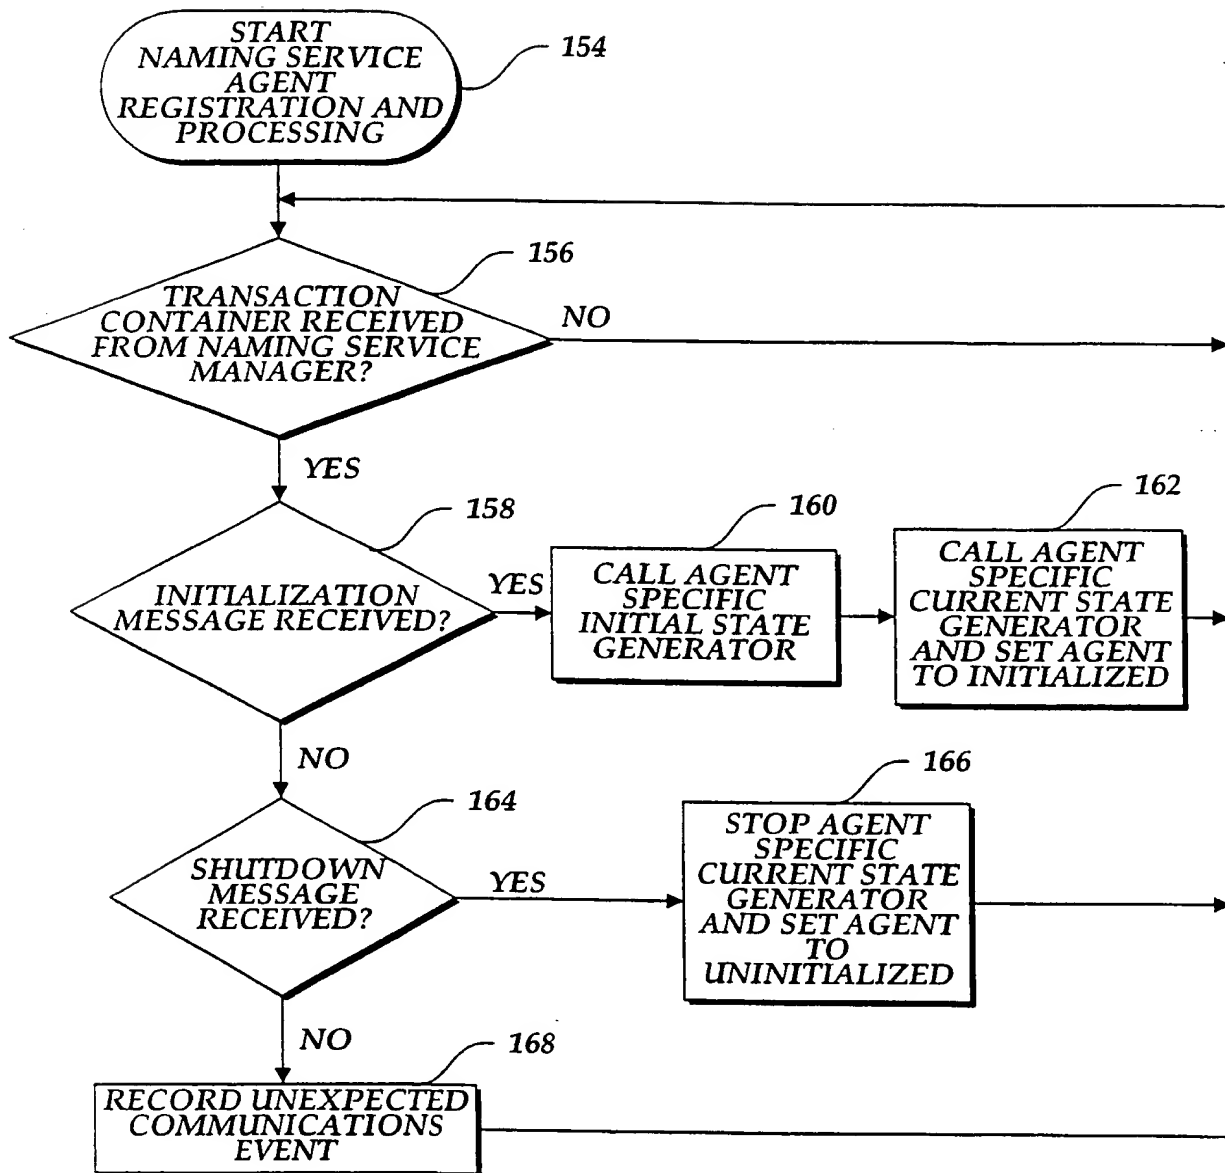 START
NAMING SERVICE
AGENT
REGISTRATION AND
PROCESSING
154
156
TRANSACTION
CONTAINER RECEIVED
FROM NAMING SERVICE
MANAGER?
NO
YES
158
INITIALIZATION
MESSAGE RECEIVED?
YES
160
CALL AGENT
SPECIFIC
INITIAL STATE
GENERATOR
162
CALL AGENT
SPECIFIC
CURRENT STATE
GENERATOR
AND SET AGENT
TO INITIALIZED
NO
164
SHUTDOWN
MESSAGE
RECEIVED?
YES
166
STOP AGENT
SPECIFIC
CURRENT STATE
GENERATOR
AND SET AGENT
TO
UNINITIALIZED
NO
168
RECORD UNEXPECTED
COMMUNICATIONS
EVENT